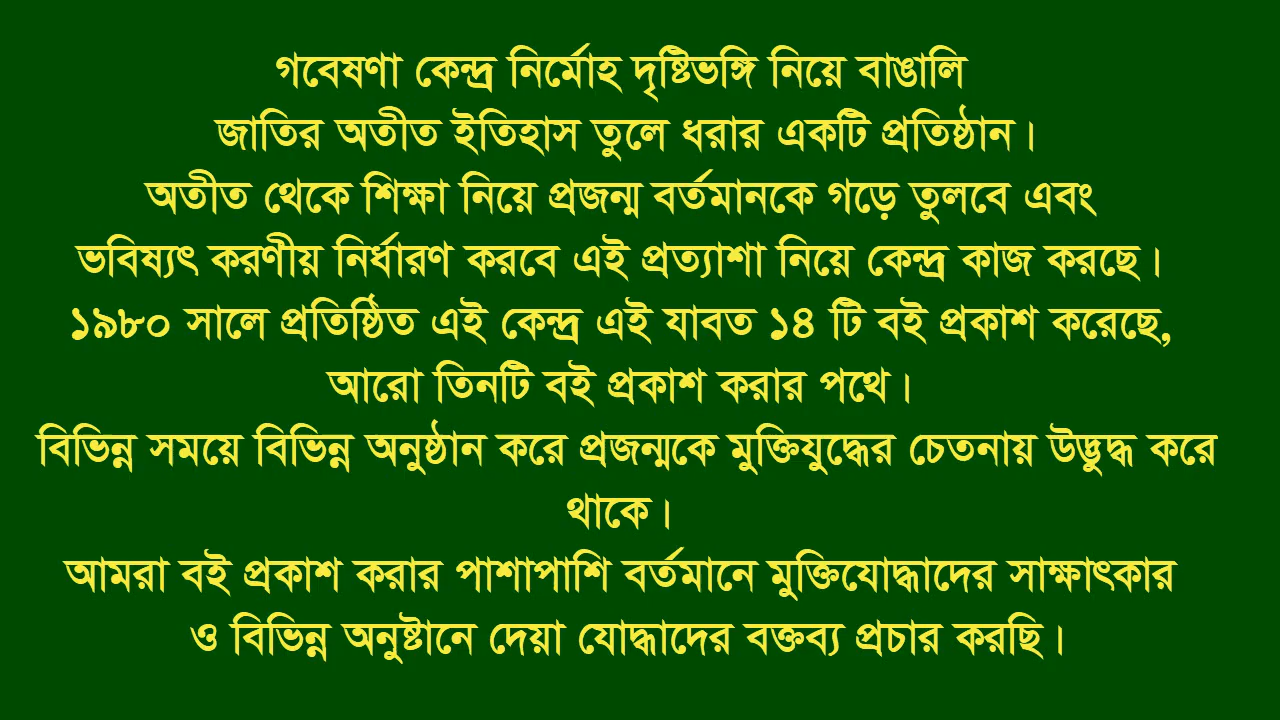 গবেষণা কেন্দ্র নির্মোহ দৃষ্টিভঙ্গি নিয়ে বাঙালি
জাতির অতীত ইতিহাস তুলে ধরার একটি প্রতিষ্ঠান।
অতীত থেকে শিক্ষা নিয়ে প্রজন্ম বর্তমানকে গড়ে তুলবে এবং
ভবিষ্যৎ করণীয় নির্ধারণ করবে এই প্রত্যাশা নিয়ে কেন্দ্র কাজ করছে।
১৯৮০ সালে প্রতিষ্ঠিত এই কেন্দ্র এই যাবত ১৪ টি বই প্রকাশ করেছে,
আরো তিনটি বই প্রকাশ করার পথে।
বিভিন্ন সময়ে বিভিন্ন অনুষ্ঠান করে প্রজন্মকে মুক্তিযুদ্ধের চেতনায় উদ্ভুদ্ধ করে
থাকে।
আমরা বই প্রকাশ করার পাশাপাশি বর্তমানে মুক্তিযোদ্ধাদের সাক্ষাৎকার
ও বিভিন্ন অনুষ্টানে দেয়া যোদ্ধাদের বক্তব্য প্রচার করছি।